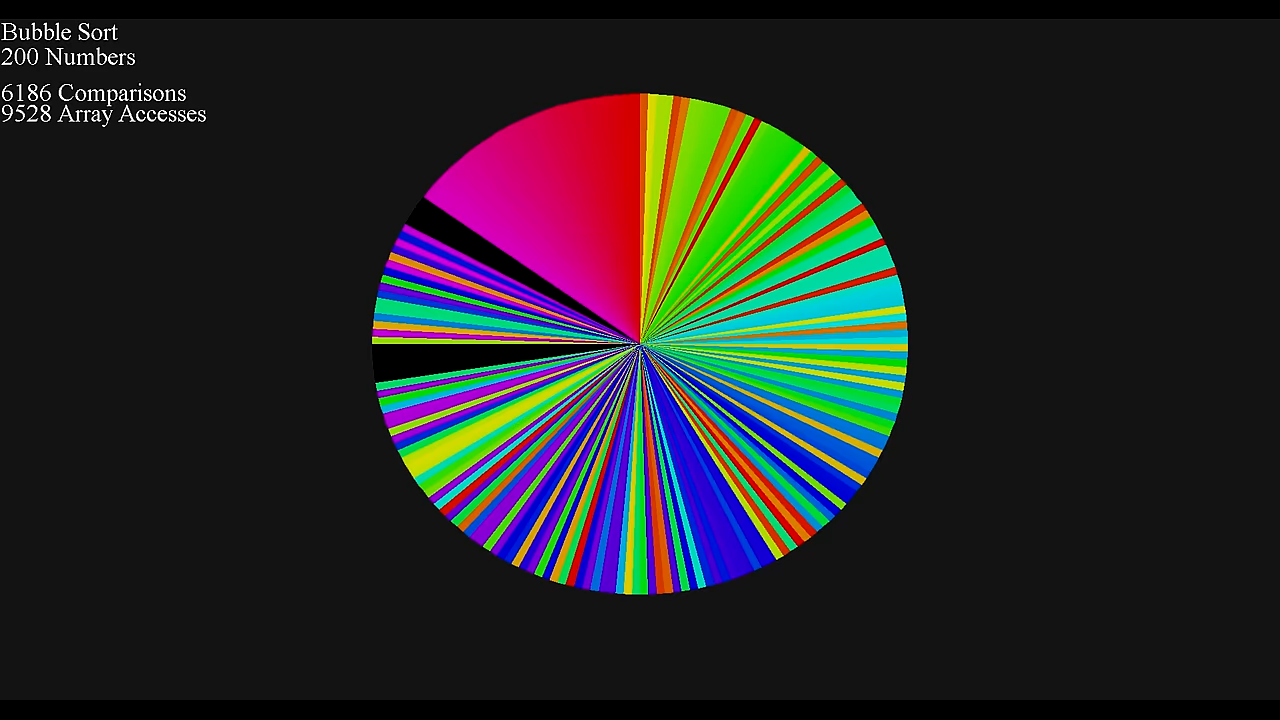 Bubble Sort
200 Numbers
6186 Comparisons
9528 Array Accesses